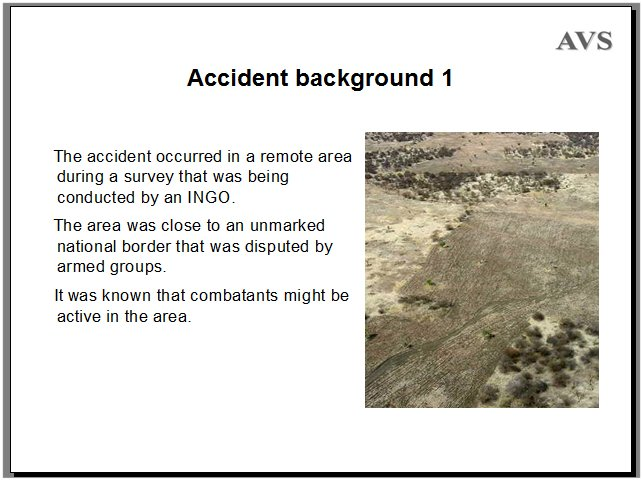 AVS
Accident background 1
The accident occurred in a remote area
during a survey that was being
conducted by an INGO.
The area was close to an unmarked
national border that was disputed by
armed groups.
It was known that combatants might be
active in the area.